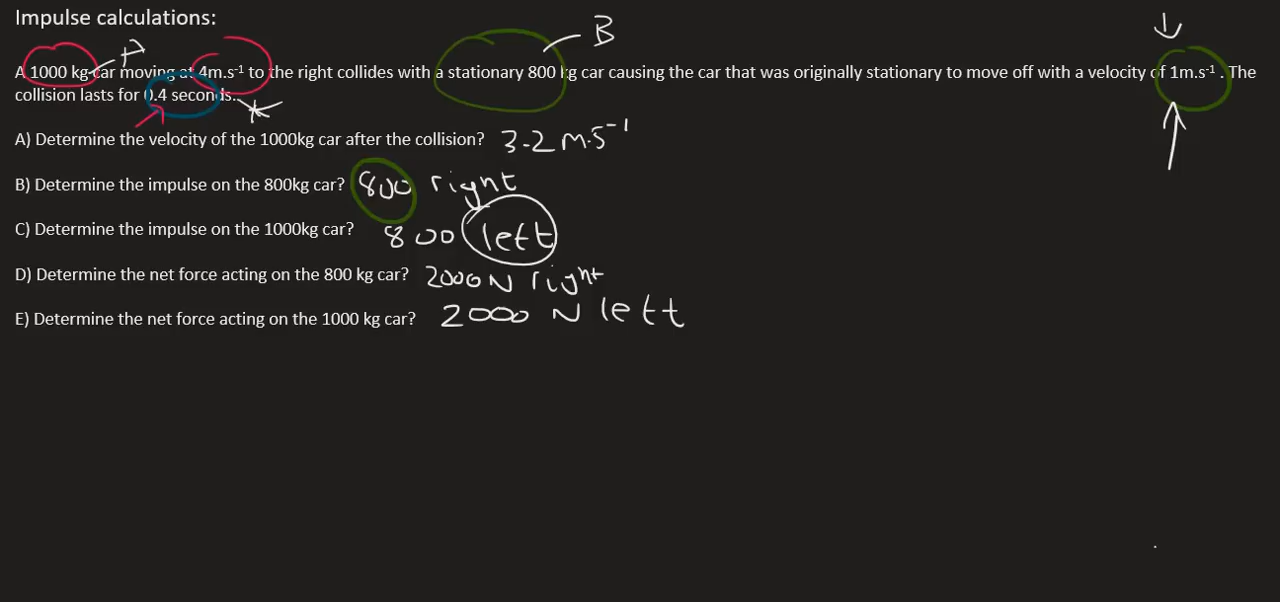 Impulse calculations:
A
B
A 1000 kg car moving at 4m.s⁻¹ to the right collides with a stationary 800 kg car causing the car that was originally stationary to move off with a velocity of 1m.s⁻¹ . The
collision lasts for 0.4 seconds.
A) Determine the velocity of the 1000kg car after the collision? 3.2 m.s⁻¹
B) Determine the impulse on the 800kg car? 800 right
C) Determine the impulse on the 1000kg car? 800 left
D) Determine the net force acting on the 800 kg car? 2000 N right
E) Determine the net force acting on the 1000 kg car? 2000 N left